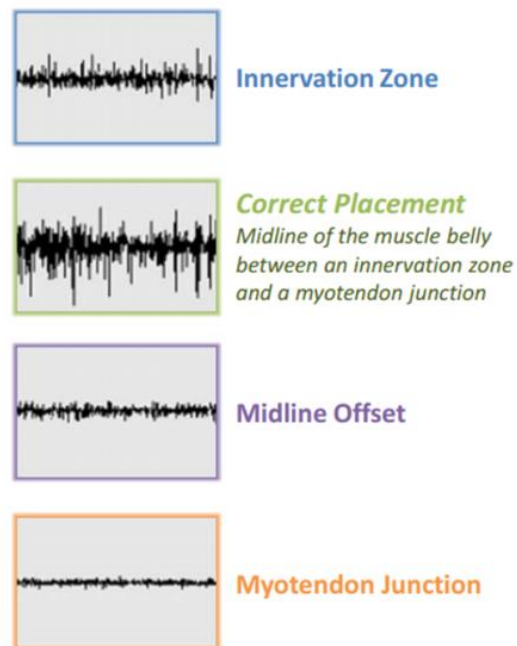 Innervation Zone
Correct Placement
Midline of the muscle belly
between an innervation zone
and a myotendon junction
Midline Offset
Myotendon Junction